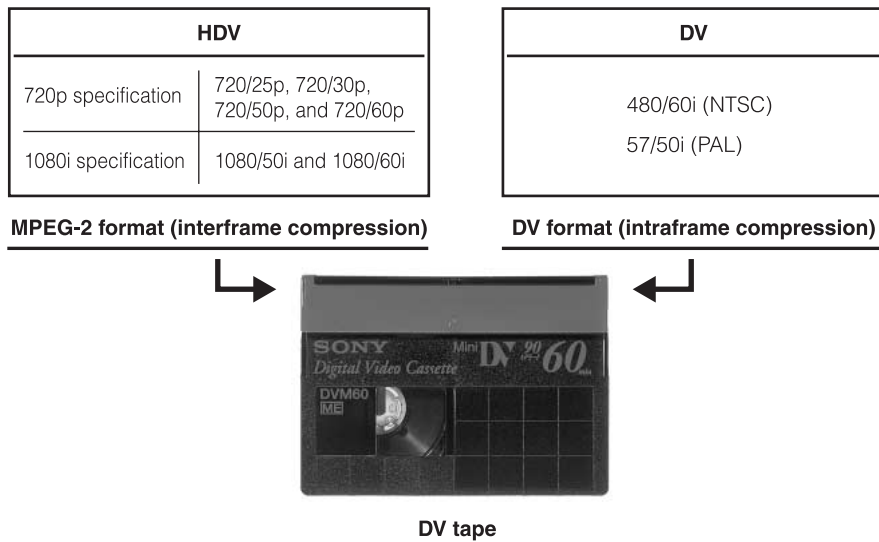 HDV
720p specification
720/25p, 720/30p,
720/50p, and 720/60p
1080i specification
1080/50i and 1080/60i
MPEG-2 format (interframe compression)
DV
480/60i (NTSC)
57/50i (PAL)
DV format (intraframe compression)
SONY
Digital Video Cassette
Mini DV 90 60 min
DVM60
ME
DV tape